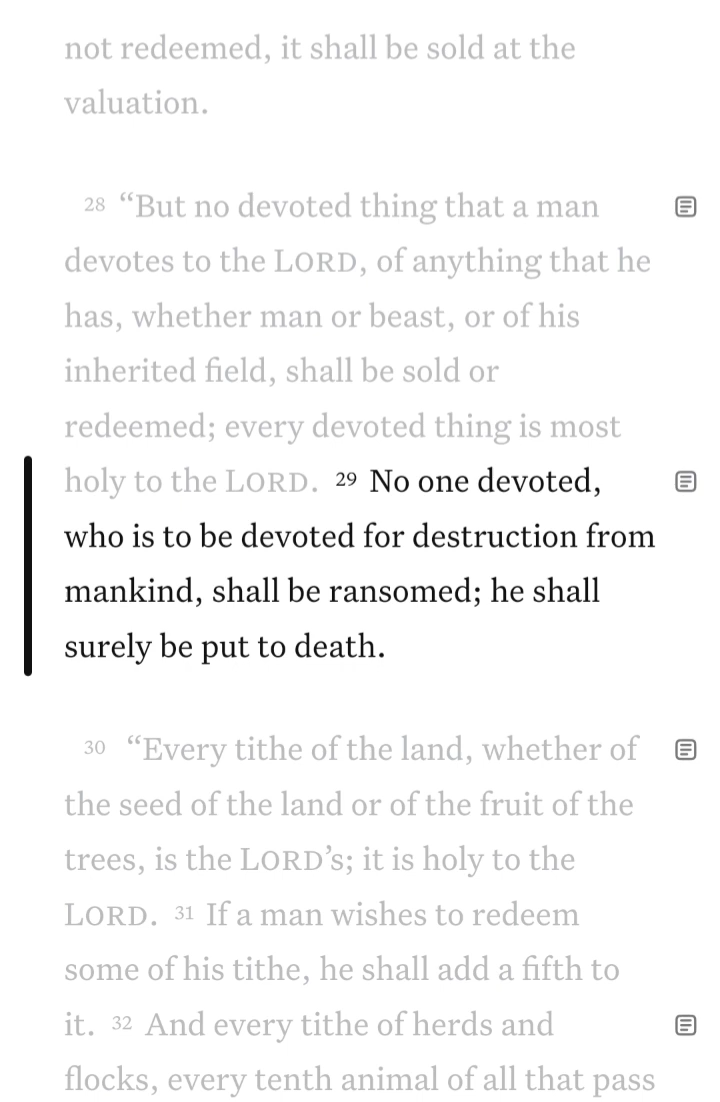 not redeemed, it shall be sold at the
valuation.
28 “But no devoted thing that a man
devotes to the LORD, of anything that he
has, whether man or beast, or of his
inherited field, shall be sold or
redeemed; every devoted thing is most
holy to the LORD. 29 No one devoted,
who is to be devoted for destruction from
mankind, shall be ransomed; he shall
surely be put to death.
30 “Every tithe of the land, whether of
the seed of the land or of the fruit of the
trees, is the LORD’s; it is holy to the
LORD. 31 If a man wishes to redeem
some of his tithe, he shall add a fifth to
it. 32 And every tithe of herds and
flocks, every tenth animal of all that pass